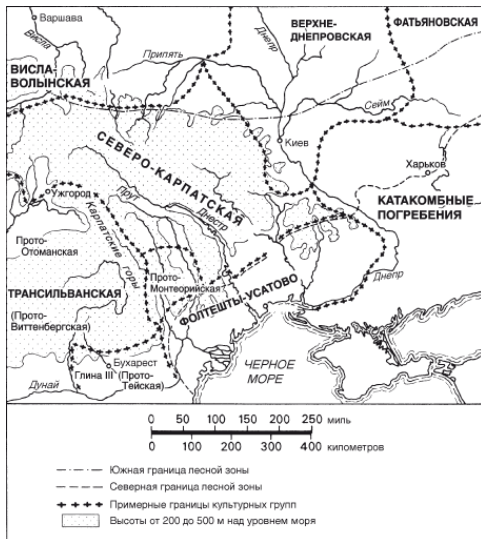 Варшава
Висла
Припять
Днепр
ВЕРХНЕ-
ДНЕПРОВСКАЯ
ФАТЬЯНОВСКАЯ
ВИСЛА-
ВОЛЫНСКАЯ
Сейм
Киев
Харьков
СЕВЕРО-КАРПАТСКАЯ
КАТАКОМБНЫЕ
ПОГРЕБЕНИЯ
Ужгород
Прут
Днестр
Карпатские горы
Прото-
Отоманская
Прото-
Монтеорийская
Днепр
ФОЛТЕШТЫ-УСАТОВО
ТРАНСИЛЬВАНСКАЯ
(Прото-
Виттенбергская)
Бухарест
Глина III
(Прото-
Тейская)
ЧЕРНОЕ
МОРЕ
Дунай
0 50 100 150 200 250 миль
0 100 200 300 400 километров
Южная граница лесной зоны
Северная граница лесной зоны
Примерные границы культурных групп
Высоты от 200 до 500 м над уровнем моря